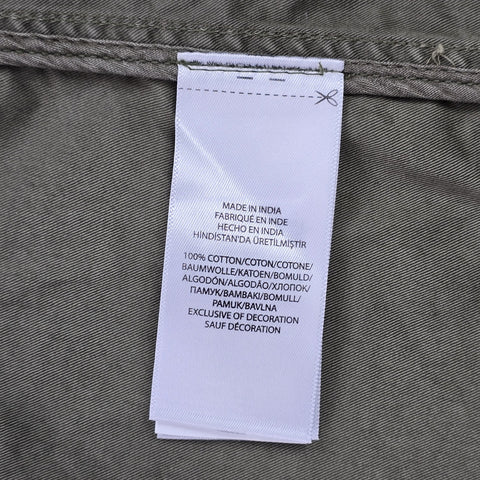 MADE IN INDIA
FABRIQUÉ EN INDE
HECHO EN INDIA
HİNDİSTAN'DA ÜRETİLMİŞTİR
100% COTTON/COTON/COTONE/
BAUMWOLLE/KATOEN/BOMULD/
ALGODÓN/ALGODÃO/ХЛОПОК/
ПАМУК/BAMBAKI/BOMULL/
PAMUK/BAVLNA
EXCLUSIVE OF DECORATION
SAUF DÉCORATION